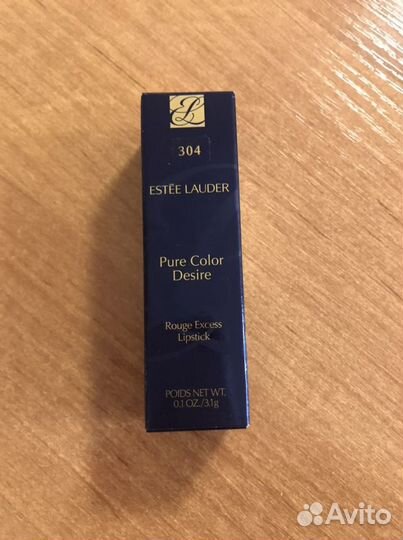 304
ESTĒE LAUDER
Pure Color
Desire
Rouge Excess
Lipstick
POIDS NET WT.
0.1 OZ./3.1g
Avito